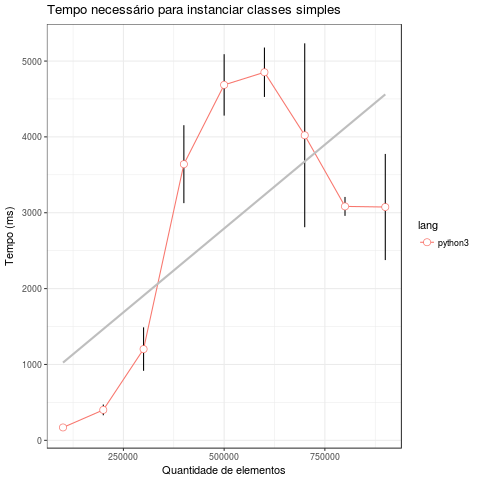 Tempo necessário para instanciar classes simples
Tempo (ms)
5000
4000
3000
2000
1000
0
250000
500000
750000
Quantidade de elementos
lang
python3